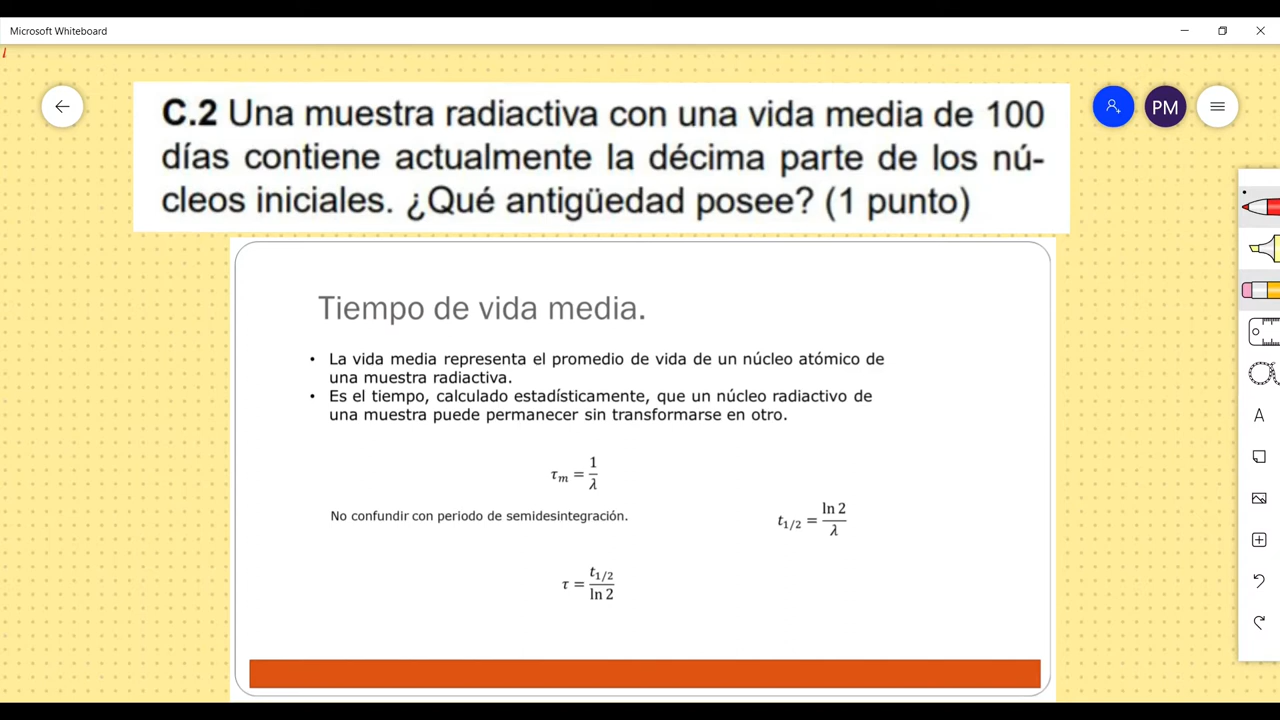 Microsoft Whiteboard
C.2 Una muestra radiactiva con una vida media de 100
días contiene actualmente la décima parte de los nú-
cleos iniciales. ¿Qué antigüedad posee? (1 punto)
PM
Tiempo de vida media.
• La vida media representa el promedio de vida de un núcleo atómico de
una muestra radiactiva.
• Es el tiempo, calculado estadísticamente, que un núcleo radiactivo de
una muestra puede permanecer sin transformarse en otro.
τₘ = 1/λ
No confundir con periodo de semidesintegración.
t₁/₂ = ln 2/λ
τ = t₁/₂/ln 2
A